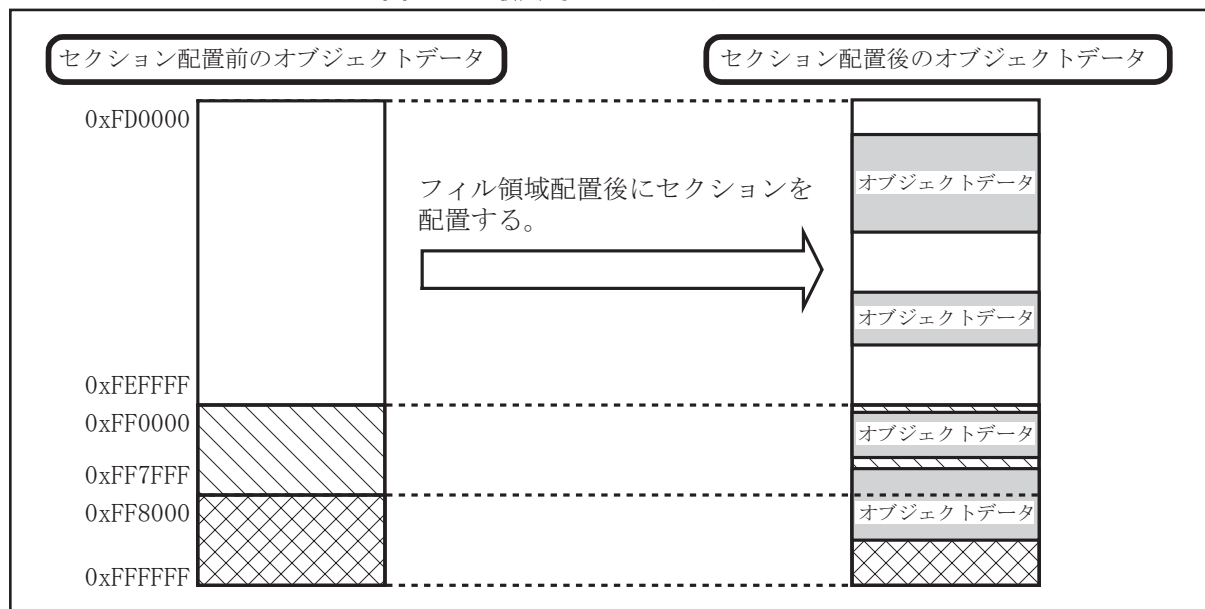 セクション配置前のオブジェクトデータ
セクション配置後のオブジェクトデータ
0xFD0000
フィル領域配置後にセクションを
配置する。
オブジェクトデータ
オブジェクトデータ
0xFEFFFF
0xFF0000
オブジェクトデータ
0xFF7FFF
0xFF8000
オブジェクトデータ
0xFFFFFF